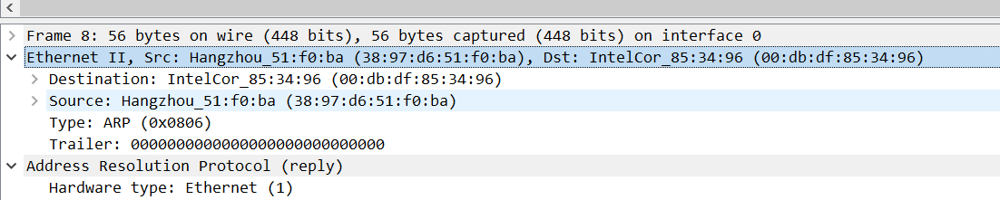 Frame 8: 56 bytes on wire (448 bits), 56 bytes captured (448 bits) on interface 0
Ethernet II, Src: Hangzhou_51:f0:ba (38:97:d6:51:f0:ba), Dst: IntelCor_85:34:96 (00:db:df:85:34:96)
Destination: IntelCor_85:34:96 (00:db:df:85:34:96)
Source: Hangzhou_51:f0:ba (38:97:d6:51:f0:ba)
Type: ARP (0x0806)
Trailer: 0000000000000000000000000000
Address Resolution Protocol (reply)
Hardware type: Ethernet (1)